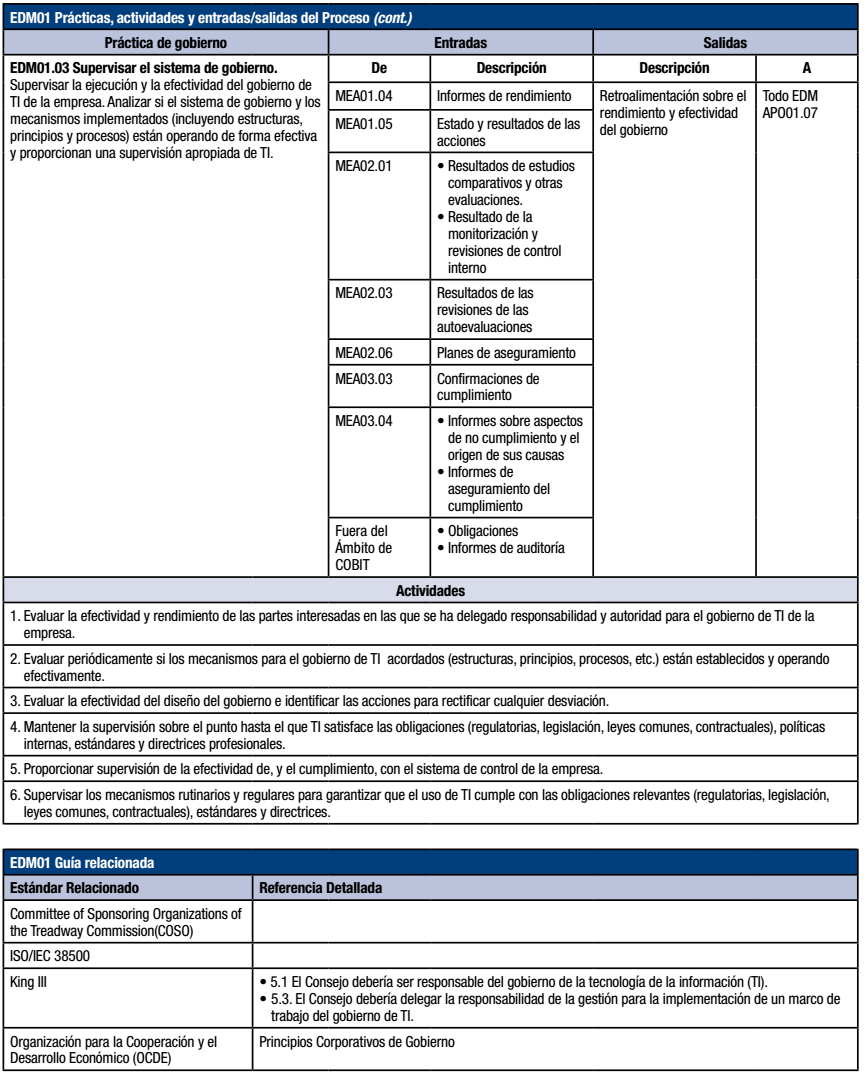 EDM01 Prácticas, actividades y entradas/salidas del Proceso (cont.)
Práctica de gobierno
Entradas
Salidas
EDM01.03 Supervisar el sistema de gobierno.
Supervisar la ejecución y la efectividad del gobierno de
TI de la empresa. Analizar si el sistema de gobierno y los
mecanismos implementados (incluyendo estructuras,
principios y procesos) están operando de forma efectiva
y proporcionan una supervisión apropiada de TI.
De
Descripción
Descripción
A
MEA01.04
Informes de rendimiento
Retroalimentación sobre el
rendimiento y efectividad
del gobierno
Todo EDM
APO01.07
MEA01.05
Estado y resultados de las
acciones
MEA02.01
• Resultados de estudios
comparativos y otras
evaluaciones.
• Resultado de la
monitorización y
revisiones de control
interno
MEA02.03
Resultados de las
revisiones de las
autoevaluaciones
MEA02.06
Planes de aseguramiento
MEA03.03
Confirmaciones de
cumplimiento
MEA03.04
• Informes sobre aspectos
de no cumplimiento y el
origen de sus causas
• Informes de
aseguramiento del
cumplimiento
Fuera del
Ámbito de
COBIT
• Obligaciones
• Informes de auditoría
Actividades
1. Evaluar la efectividad y rendimiento de las partes interesadas en las que se ha delegado responsabilidad y autoridad para el gobierno de TI de la
empresa.
2. Evaluar periódicamente si los mecanismos para el gobierno de TI acordados (estructuras, principios, procesos, etc.) están establecidos y operando
efectivamente.
3. Evaluar la efectividad del diseño del gobierno e identificar las acciones para rectificar cualquier desviación.
4. Mantener la supervisión sobre el punto hasta el que TI satisface las obligaciones (regulatorias, legislación, leyes comunes, contractuales), políticas
internas, estándares y directrices profesionales.
5. Proporcionar supervisión de la efectividad de, y el cumplimiento, con el sistema de control de la empresa.
6. Supervisar los mecanismos rutinarios y regulares para garantizar que el uso de TI cumple con las obligaciones relevantes (regulatorias, legislación,
leyes comunes, contractuales), estándares y directrices.
EDM01 Guía relacionada
Estándar Relacionado
Referencia Detallada
Committee of Sponsoring Organizations of
the Treadway Commission(COSO)
ISO/IEC 38500
King III
• 5.1 El Consejo debería ser responsable del gobierno de la tecnología de la información (TI).
• 5.3. El Consejo debería delegar la responsabilidad de la gestión para la implementación de un marco de
trabajo del gobierno de TI.
Organización para la Cooperación y el
Desarrollo Económico (OCDE)
Principios Corporativos de Gobierno